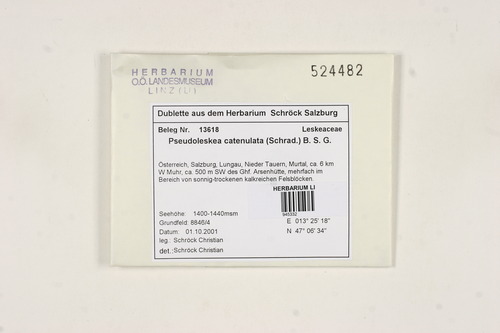 HERBARIUM
O.Ö. LANDESMUSEUM
LINZ (LI)
524482
Dublette aus dem Herbarium Schröck Salzburg
Beleg Nr. 13618 Leskeaceae
Pseudoleskea catenulata (Schrad.) B. S. G.
Österreich, Salzburg, Lungau, Nieder Tauern, Murtal, ca. 6 km
W Muhr, ca. 500 m SW des Ghf. Arsenhütte, mehrfach im
Bereich von sonnig-trockenen kalkreichen Felsblöcken.
HERBARIUM LI
945332
Seehöhe: 1400-1440msm
Grundfeld: 8846/4 E 013° 25' 18"
Datum: 01.10.2001 N 47° 06' 34"
leg.: Schröck Christian
det.: Schröck Christian